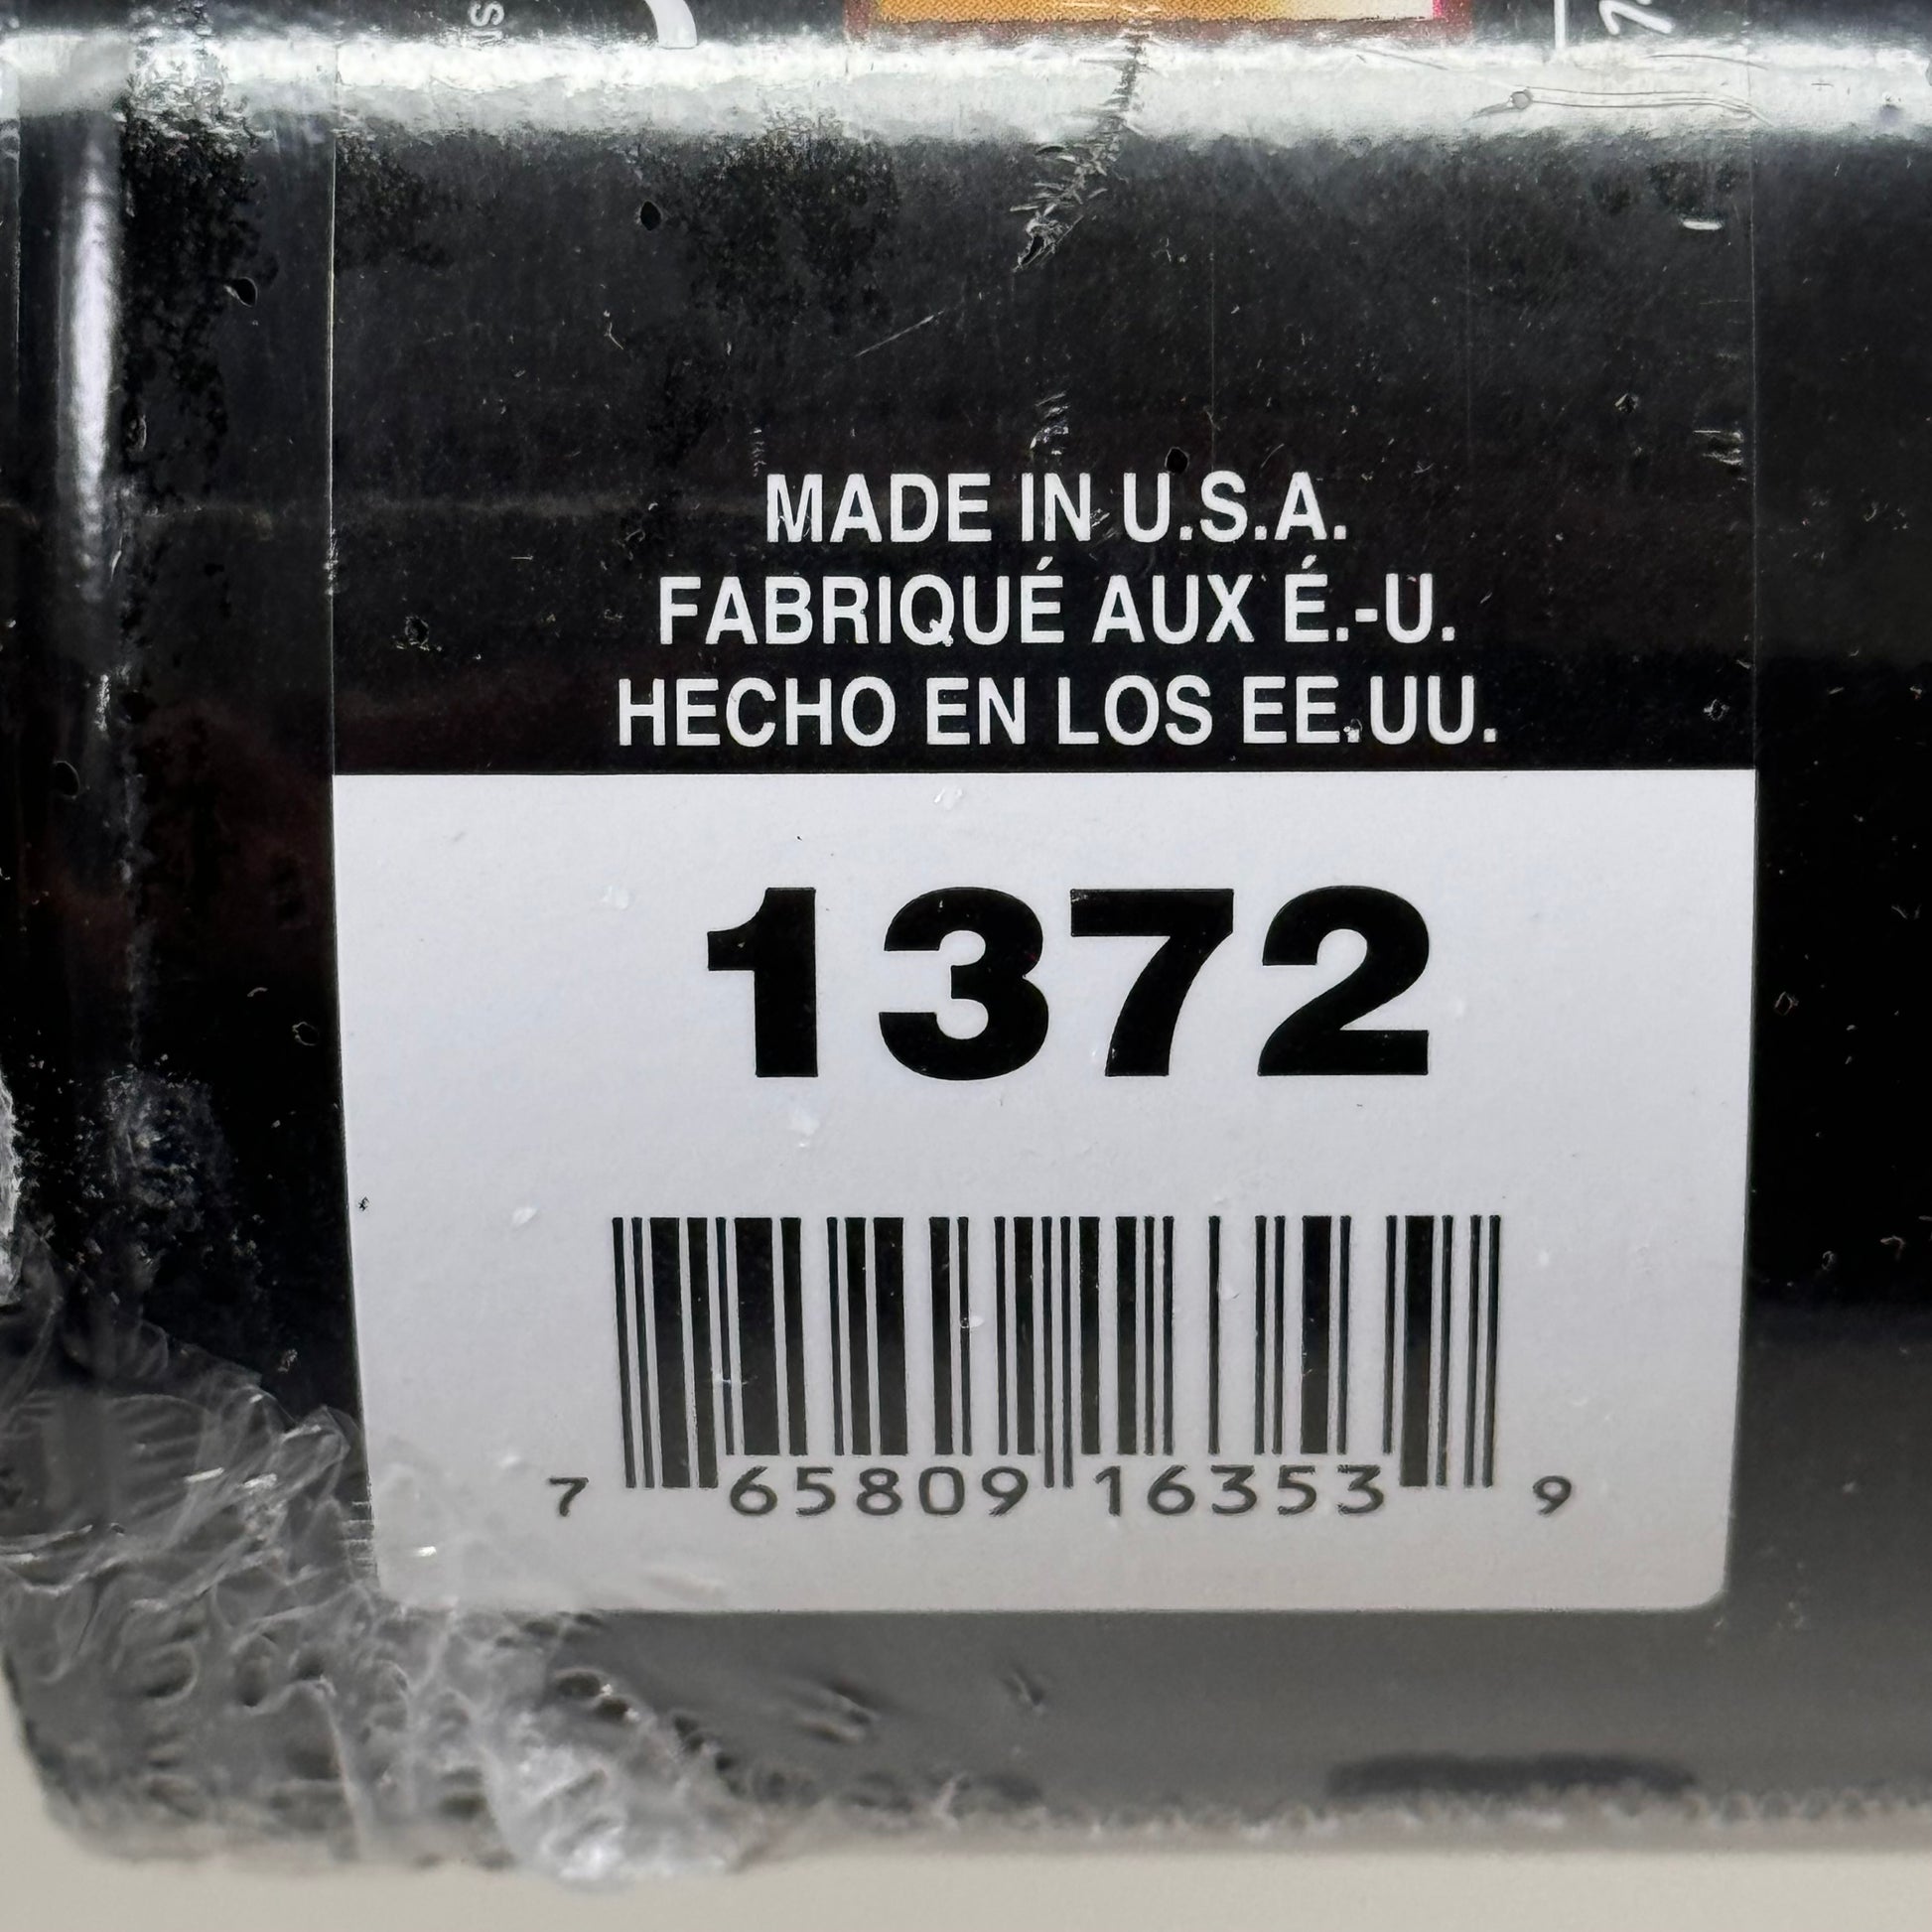 MADE IN U.S.A.
FABRIQUÉ AUX É.-U.
HECHO EN LOS EE.UU.
1372
7 65809 16353 9